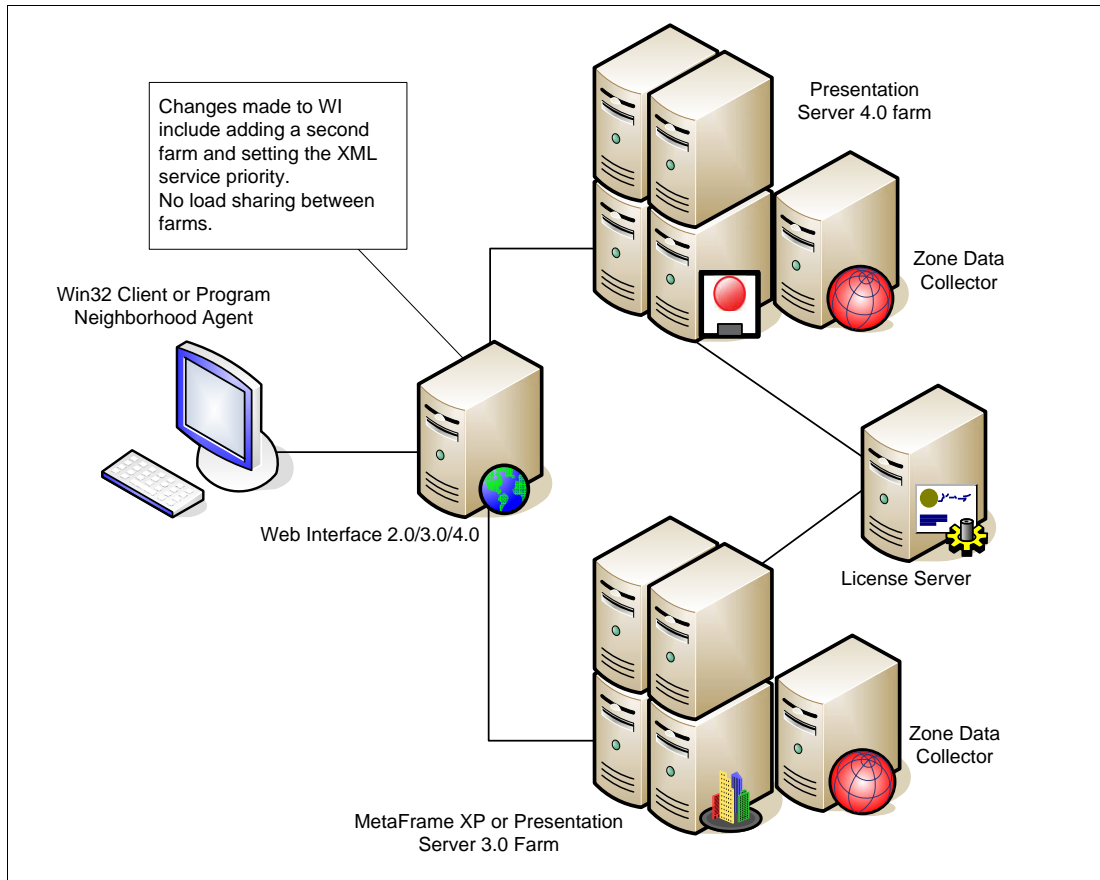 Changes made to WI
include adding a second
farm and setting the XML
service priority.
No load sharing between
farms.
Presentation
Server 4.0 farm
Zone Data
Collector
Win32 Client or Program
Neighborhood Agent
Web Interface 2.0/3.0/4.0
License Server
Zone Data
Collector
MetaFrame XP or Presentation
Server 3.0 Farm